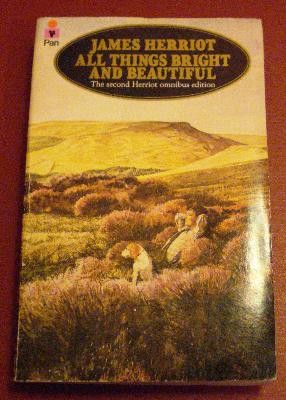 Pan
JAMES HERRIOT
ALL THINGS BRIGHT
AND BEAUTIFUL
The second Herriot omnibus edition